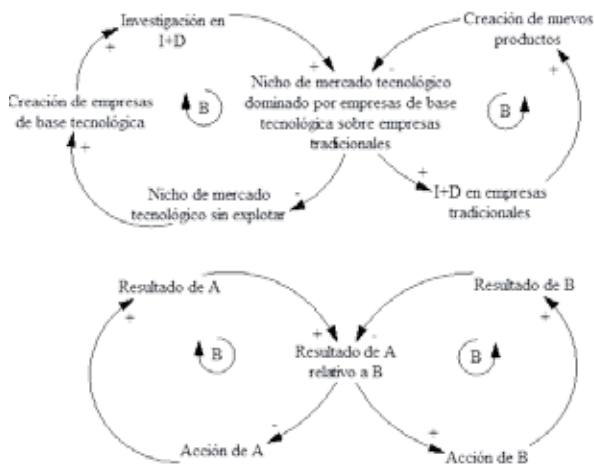 Investigación en
I+D
+
Creación de nuevos
productos
+
-
+
Creación de empresas
de base tecnológica
B
Nicho de mercado tecnológico
dominado por empresas de base
tecnológica sobre empresas
tradicionales
B
+
+
Nicho de mercado
tecnológico sin explotar
-
I+D en empresas
tradicionales
Resultado de A
Resultado de B
+
+
-
+
B
Resultado de A
relativo a B
B
-
+
Acción de A
Acción de B